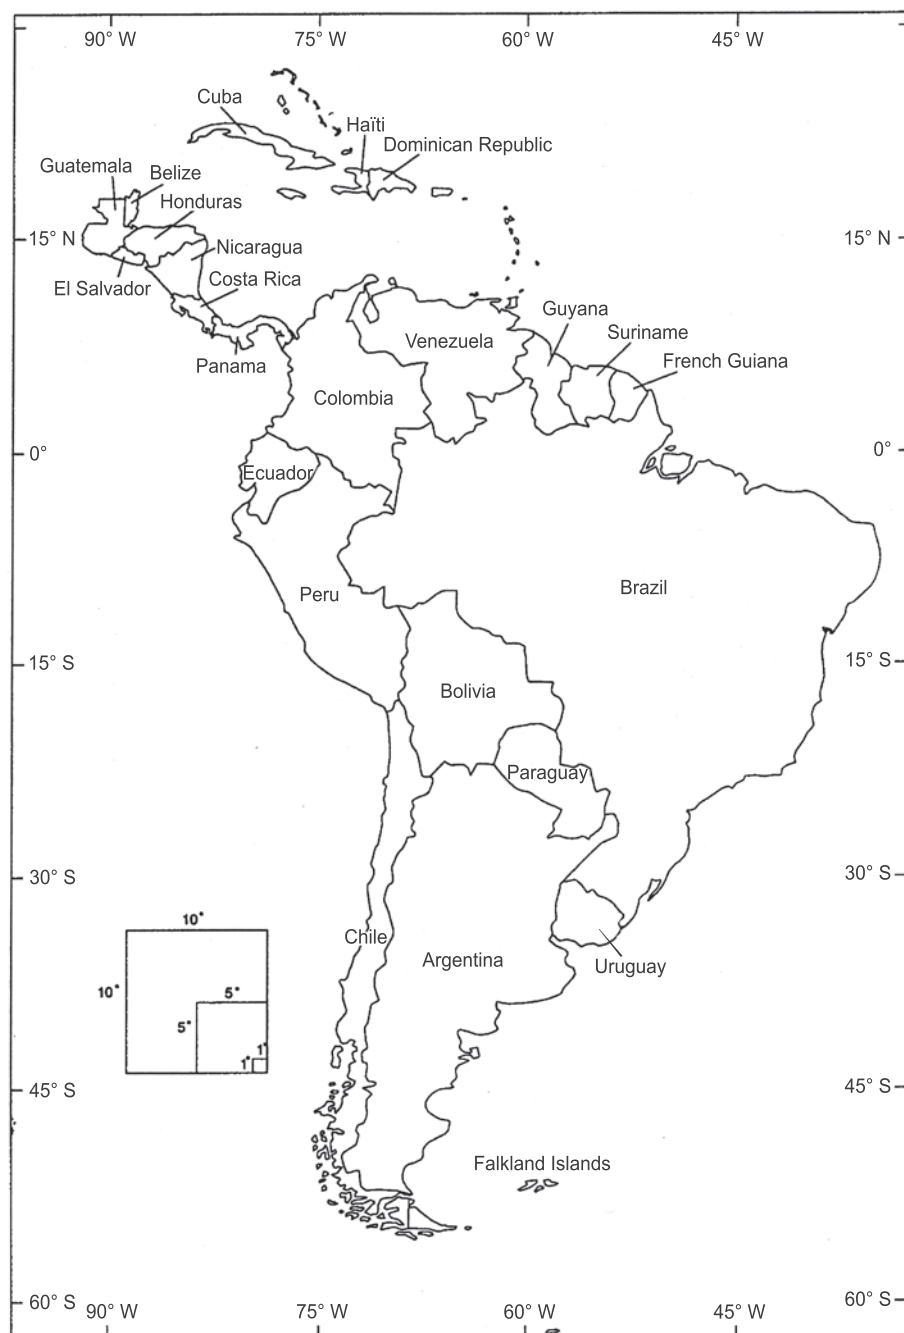 90° W 75° W 60° W 45° W
Cuba
Haïti
Dominican Republic
Guatemala
Belize
Honduras
15° N 15° N
Nicaragua
El Salvador
Costa Rica
Guyana
Suriname
Venezuela
French Guiana
Panama
Colombia
0° 0°
Ecuador
Brazil
Peru
15° S 15° S
Bolivia
Paraguay
30° S 30° S
10°
Chile
Argentina
Uruguay
10°
5°
5°
1°
1°
45° S 45° S
Falkland Islands
60° S 60° S
90° W 75° W 60° W 45° W